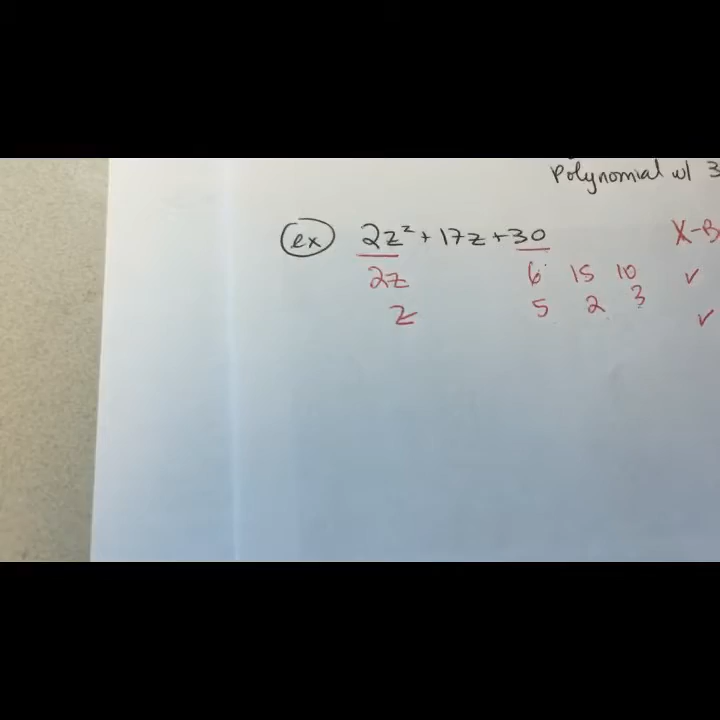 Polynomial w/ 3
ex 2z² + 17z + 30 X-B
2z 6 15 10 ✓
z 5 2 3 ✓